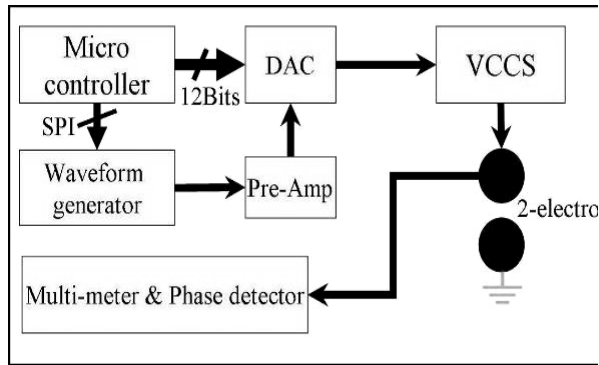 Micro
controller
DAC
VCCS
12Bits
SPI
Waveform
generator
Pre-Amp
2-electro
Multi-meter & Phase detector